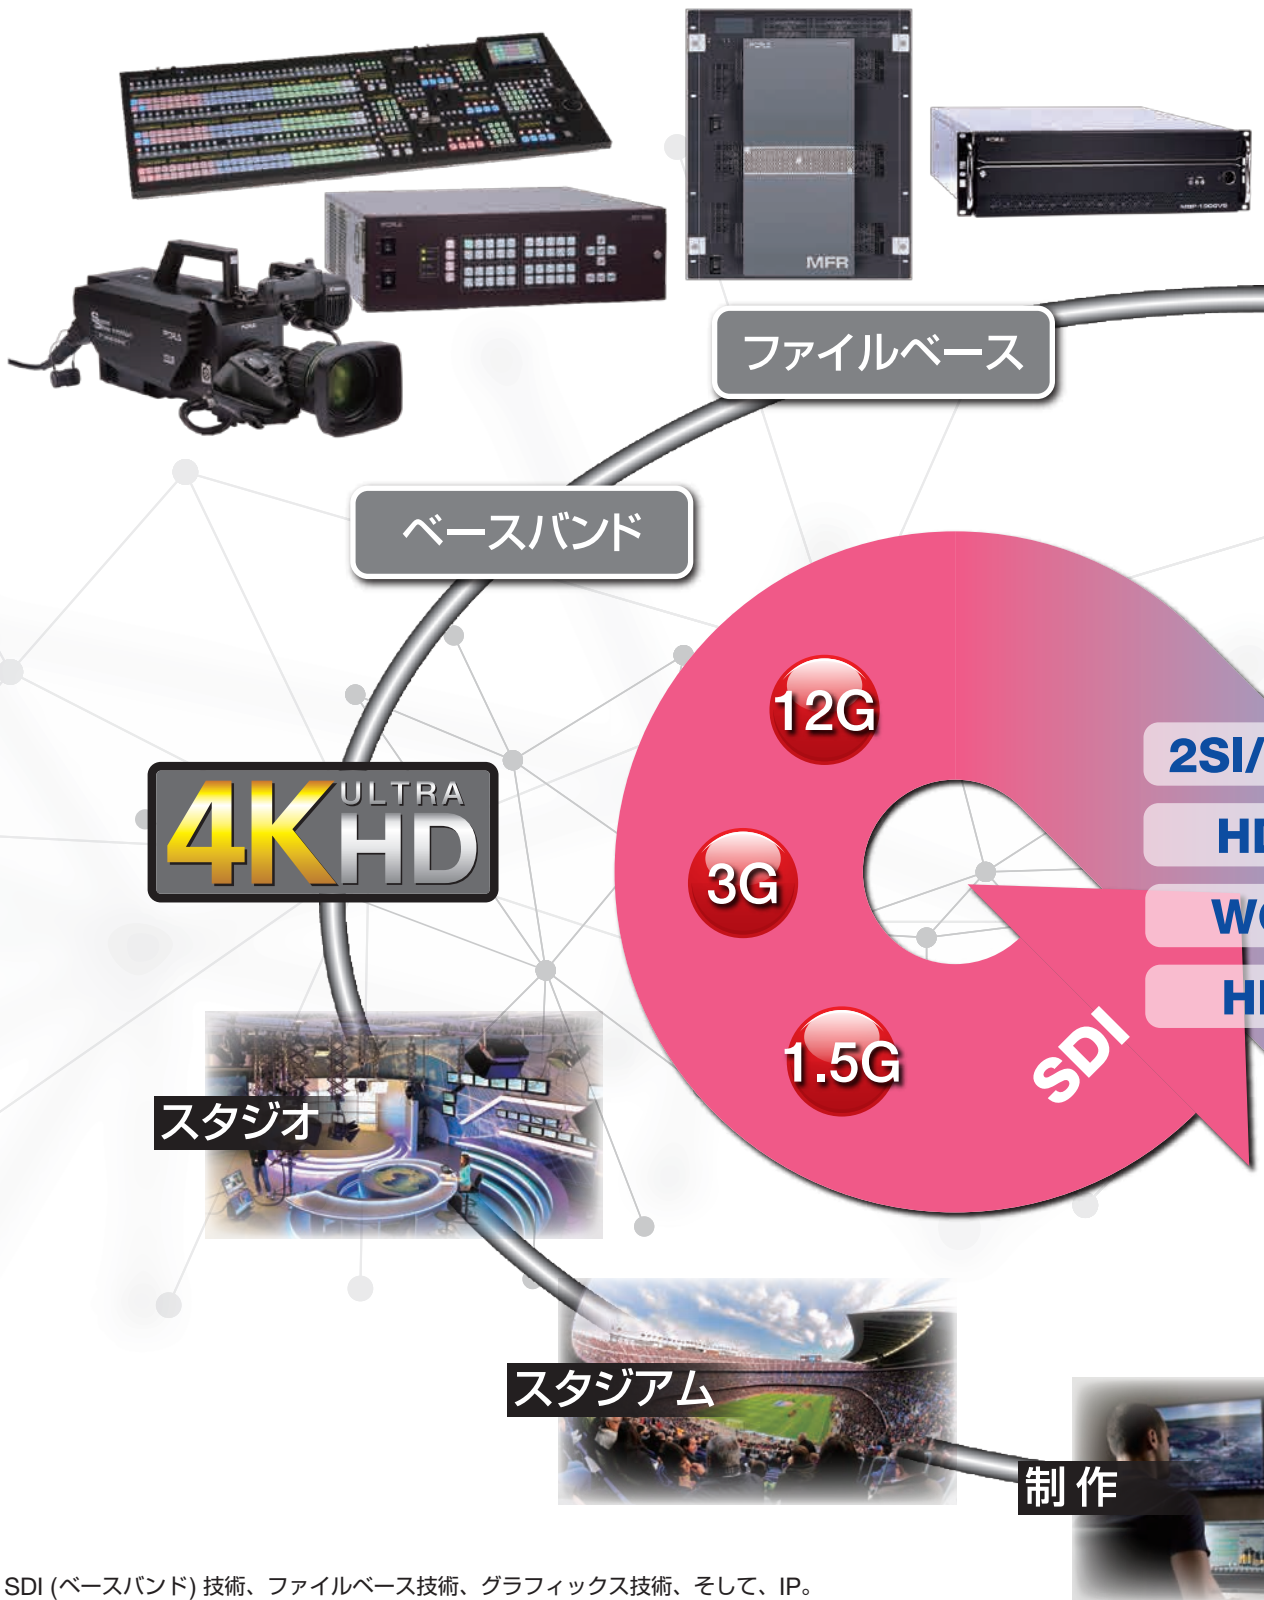 MFR
MBP-1000VS
ファイルベース
ベースバンド
12G
2SI/
4K ULTRA HD
3G
1.5G
SDI
スタジオ
スタジアム
制作
SDI (ベースバンド) 技術、ファイルベース技術、グラフィックス技術、そして、IP。